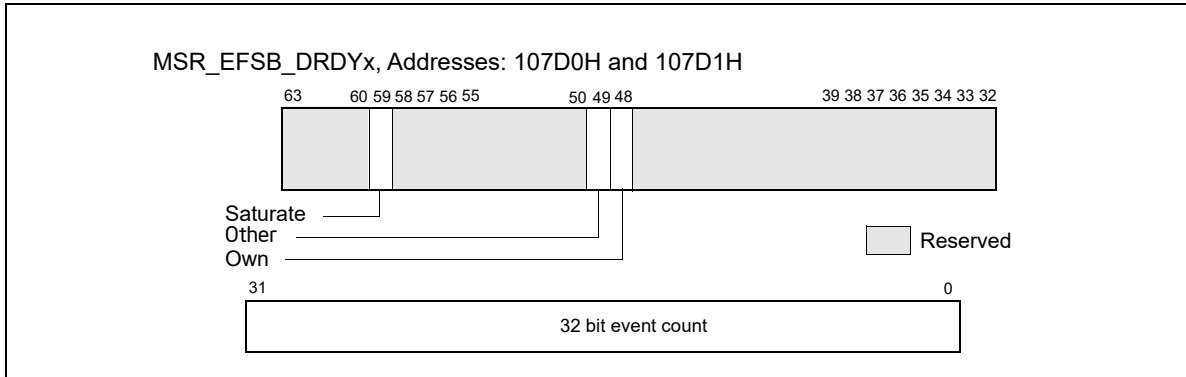 MSR_EFSB_DRDYx, Addresses: 107D0H and 107D1H
63 60 59 58 57 56 55 50 49 48 39 38 37 36 35 34 33 32
Saturate
Other
Own
Reserved
31 0
32 bit event count